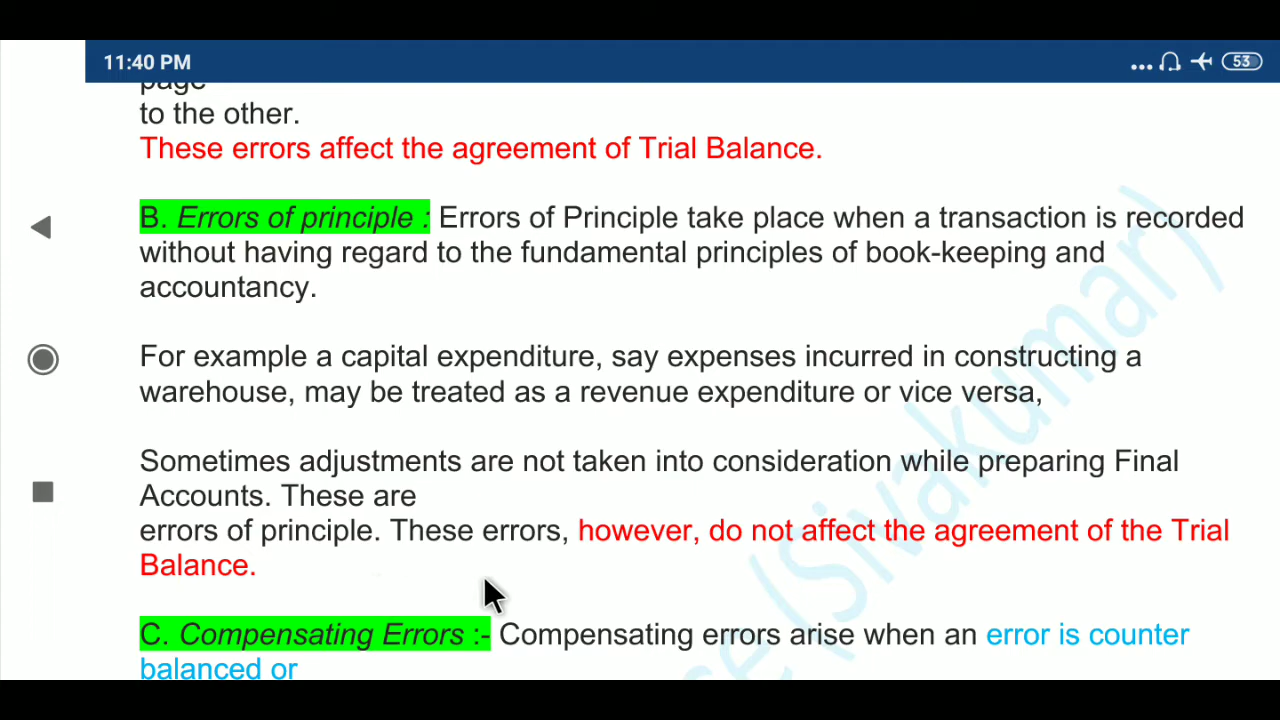 11:40 PM
53
page
to the other.
These errors affect the agreement of Trial Balance.
B. Errors of principle : Errors of Principle take place when a transaction is recorded
without having regard to the fundamental principles of book-keeping and
accountancy.
For example a capital expenditure, say expenses incurred in constructing a
warehouse, may be treated as a revenue expenditure or vice versa,
Sometimes adjustments are not taken into consideration while preparing Final
Accounts. These are
errors of principle. These errors, however, do not affect the agreement of the Trial
Balance.
C. Compensating Errors :- Compensating errors arise when an error is counter
balanced or
(Sivakumar)